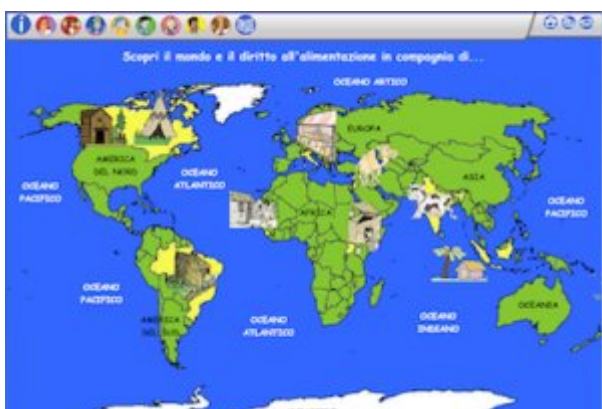 Scopri il mondo e il diritto all'alimentazione in compagnia di...
OCEANO ARTICO
EUROPA
AMERICA
DEL NORD
OCEANO
ATLANTICO
ASIA
OCEANO
PACIFICO
OCEANO
PACIFICO
AFRICA
OCEANO
PACIFICO
OCEANIA
AMERICA
DEL SUD
OCEANO
ATLANTICO
OCEANO
INDIANO